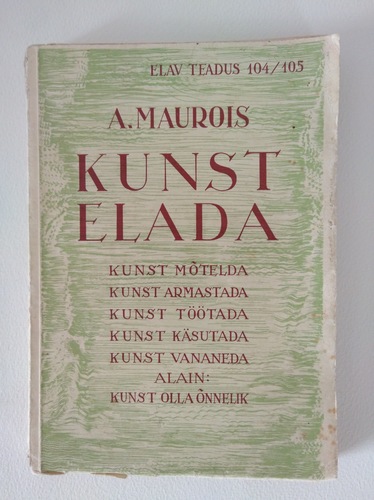 ELAV TEADUS 104/105
A. MAUROIS
KUNST
ELADA
KUNST MÕTELDA
KUNST ARMASTADA
KUNST TÖÖTADA
KUNST KÄSUTADA
KUNST VANANEDA
ALAIN:
KUNST OLLA ÕNNELIK